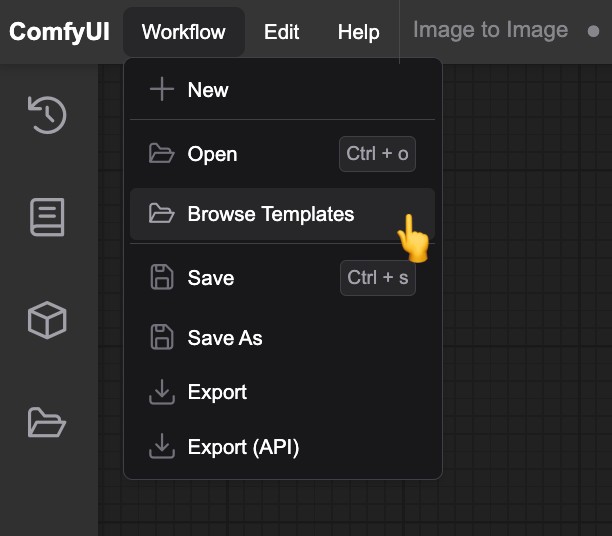 ComfyUI Workflow Edit Help Image to Image
New
Open Ctrl + o
Browse Templates
Save Ctrl + s
Save As
Export
Export (API)